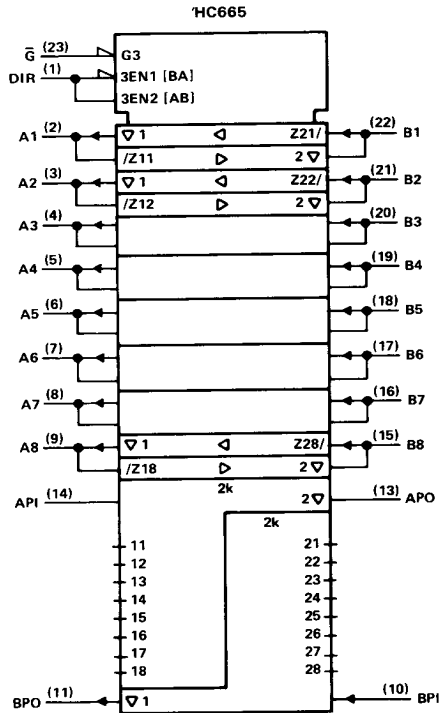 'HC665
G (23) G3
DIR (1) 3EN1 [BA]
3EN2 [AB]
A1 (2) ▽ 1 ◁ Z21/ (22) B1
/Z11 ▷ 2 ▽
A2 (3) ▽ 1 ◁ Z22/ (21) B2
/Z12 ▷ 2 ▽
A3 (4) (20) B3
A4 (5) (19) B4
A5 (6) (18) B5
A6 (7) (17) B6
A7 (8) (16) B7
A8 (9) ▽ 1 ◁ Z28/ (15) B8
/Z18 ▷ 2 ▽
2k
API (14) 2 ▽ (13) APO
2k
11 21
12 22
13 23
14 24
15 25
16 26
17 27
18 28
BPO (11) ▽ 1 (10) BPI